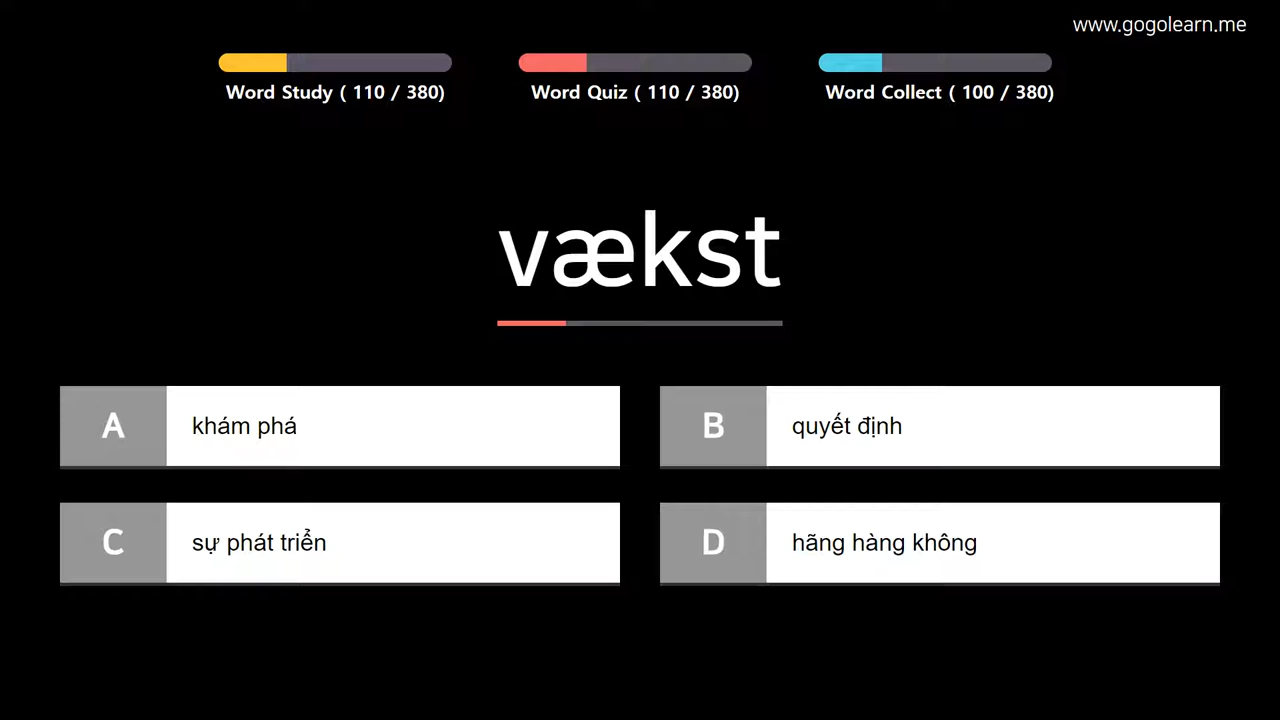 www.gogolearn.me
Word Study ( 110 / 380)
Word Quiz ( 110 / 380)
Word Collect ( 100 / 380)
vækst
A khám phá
B quyết định
C sự phát triển
D hãng hàng không